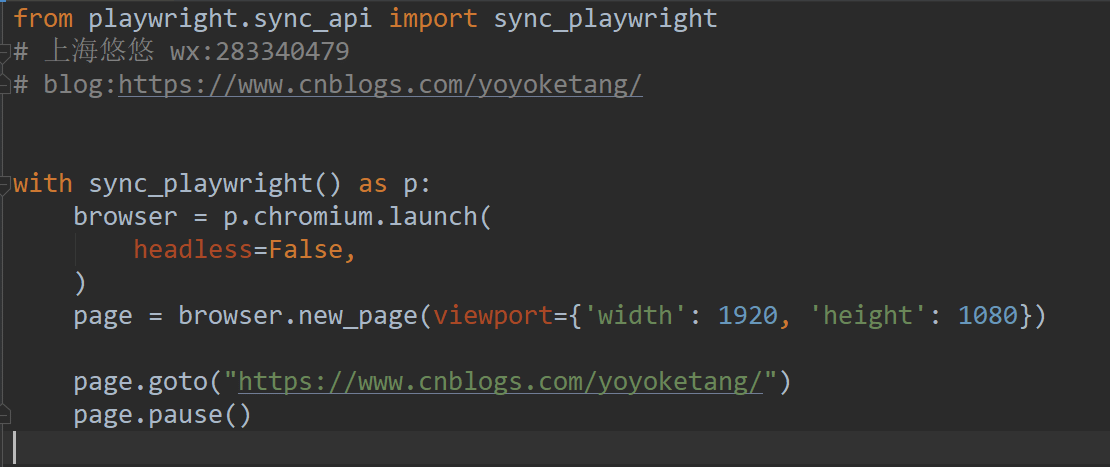 from playwright.sync_api import sync_playwright
# 上海悠悠 wx:283340479
# blog:https://www.cnblogs.com/yoyoketang/
with sync_playwright() as p:
    browser = p.chromium.launch(
        headless=False,
    )
    page = browser.new_page(viewport={'width': 1920, 'height': 1080})
    page.goto("https://www.cnblogs.com/yoyoketang/")
    page.pause()